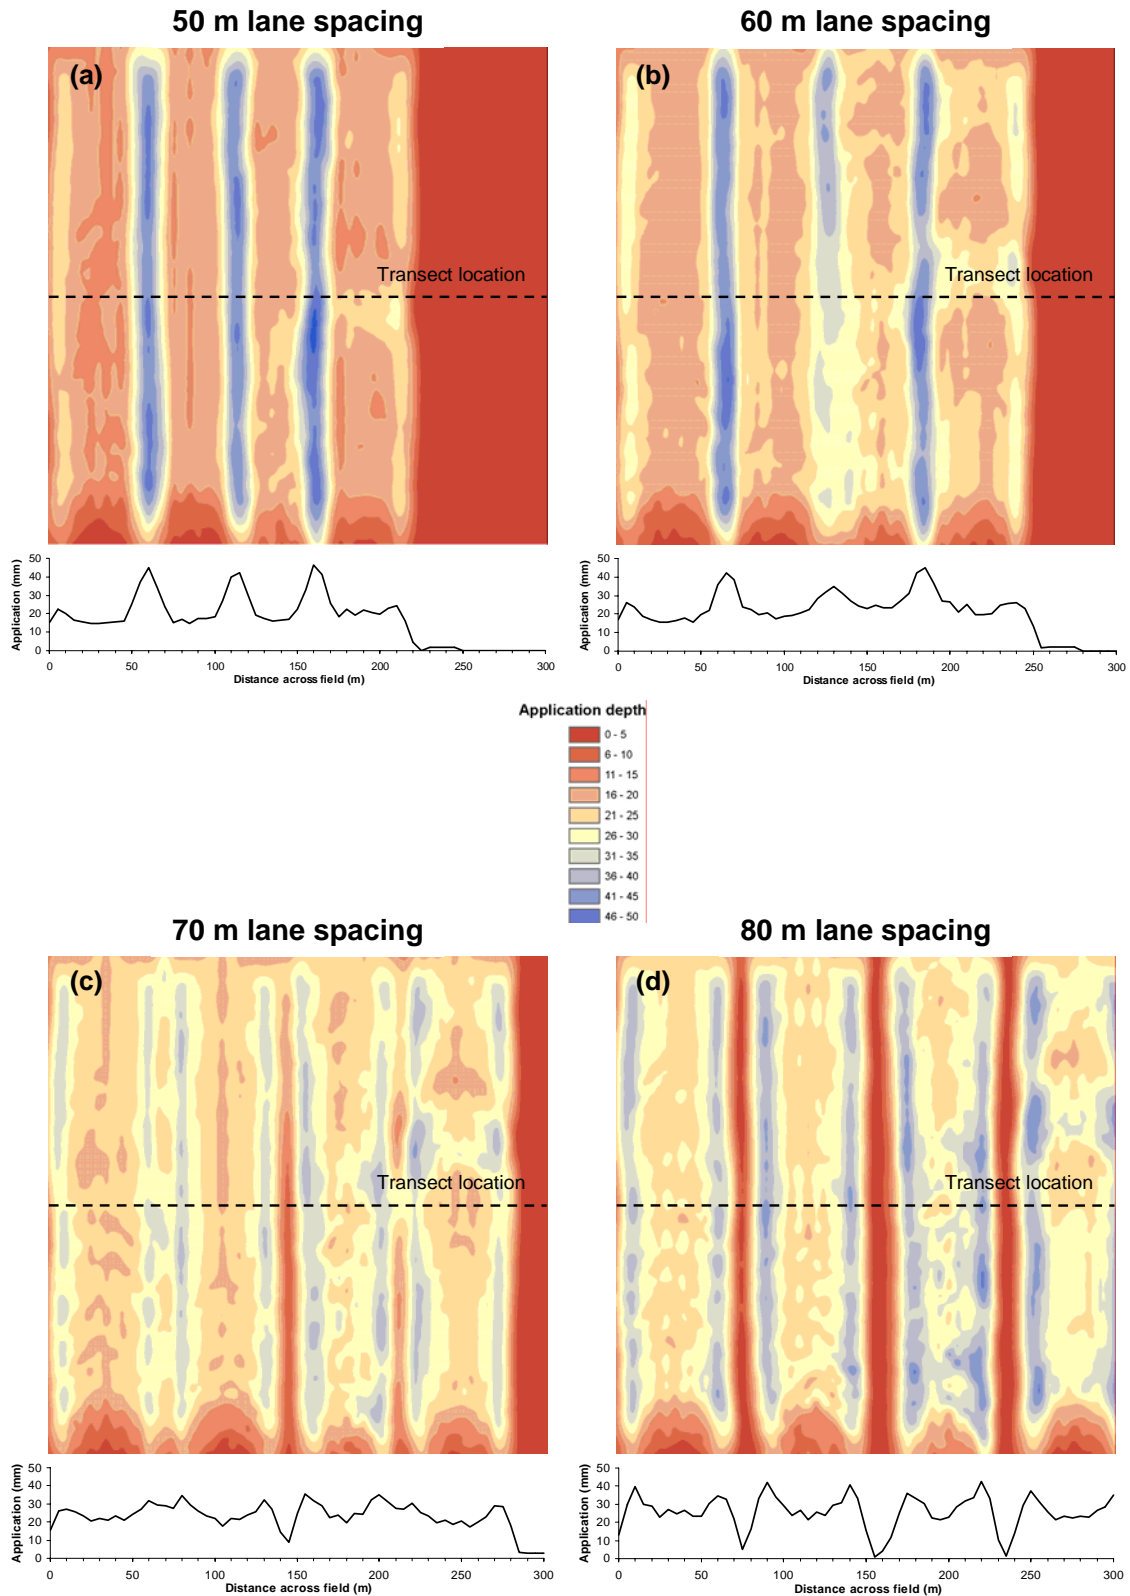 50 m lane spacing
60 m lane spacing
(a)
(b)
Transect location
Transect location
Application (mm)
50
40
30
20
10
0
0 50 100 150 200 250 300
Distance across field (m)
Application (mm)
50
40
30
20
10
0
0 50 100 150 200 250 300
Distance across field (m)
Application depth
0 - 5
6 - 10
11 - 15
16 - 20
21 - 25
26 - 30
31 - 35
36 - 40
41 - 45
46 - 50
70 m lane spacing
80 m lane spacing
(c)
(d)
Transect location
Transect location
Application (mm)
50
40
30
20
10
0
0 50 100 150 200 250 300
Distance across field (m)
Application (mm)
50
40
30
20
10
0
0 50 100 150 200 250 300
Distance across field (m)